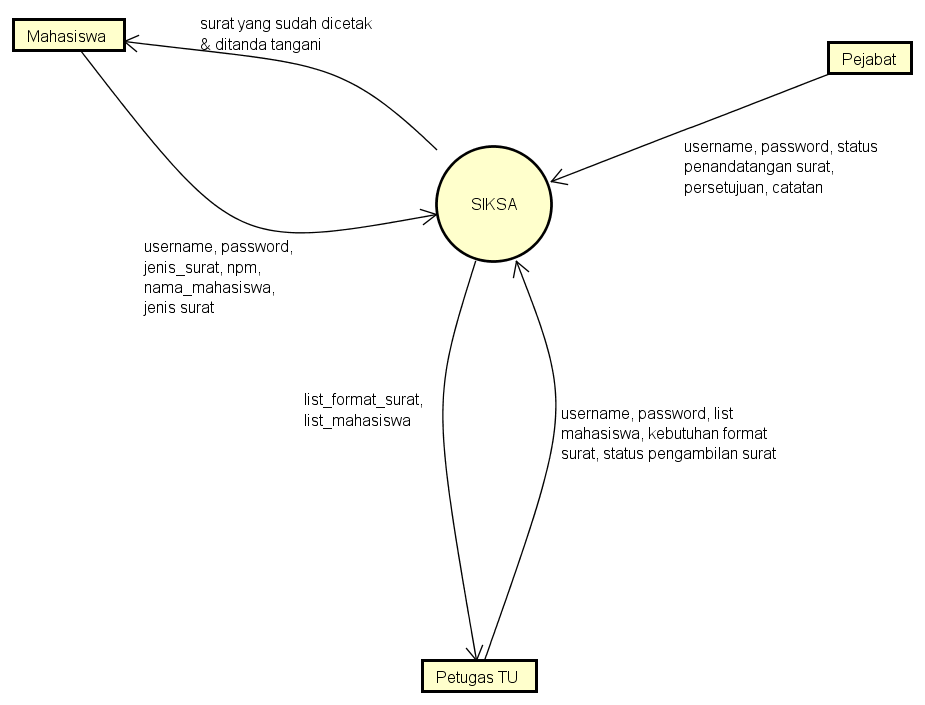 surat yang sudah dicetak
& ditanda tangani
Mahasiswa
Pejabat
username, password, status
penandatangan surat,
persetujuan, catatan
SIKSA
username, password,
jenis_surat, npm,
nama_mahasiswa,
jenis surat
list_format_surat,
list_mahasiswa
username, password, list
mahasiswa, kebutuhan format
surat, status pengambilan surat
Petugas TU